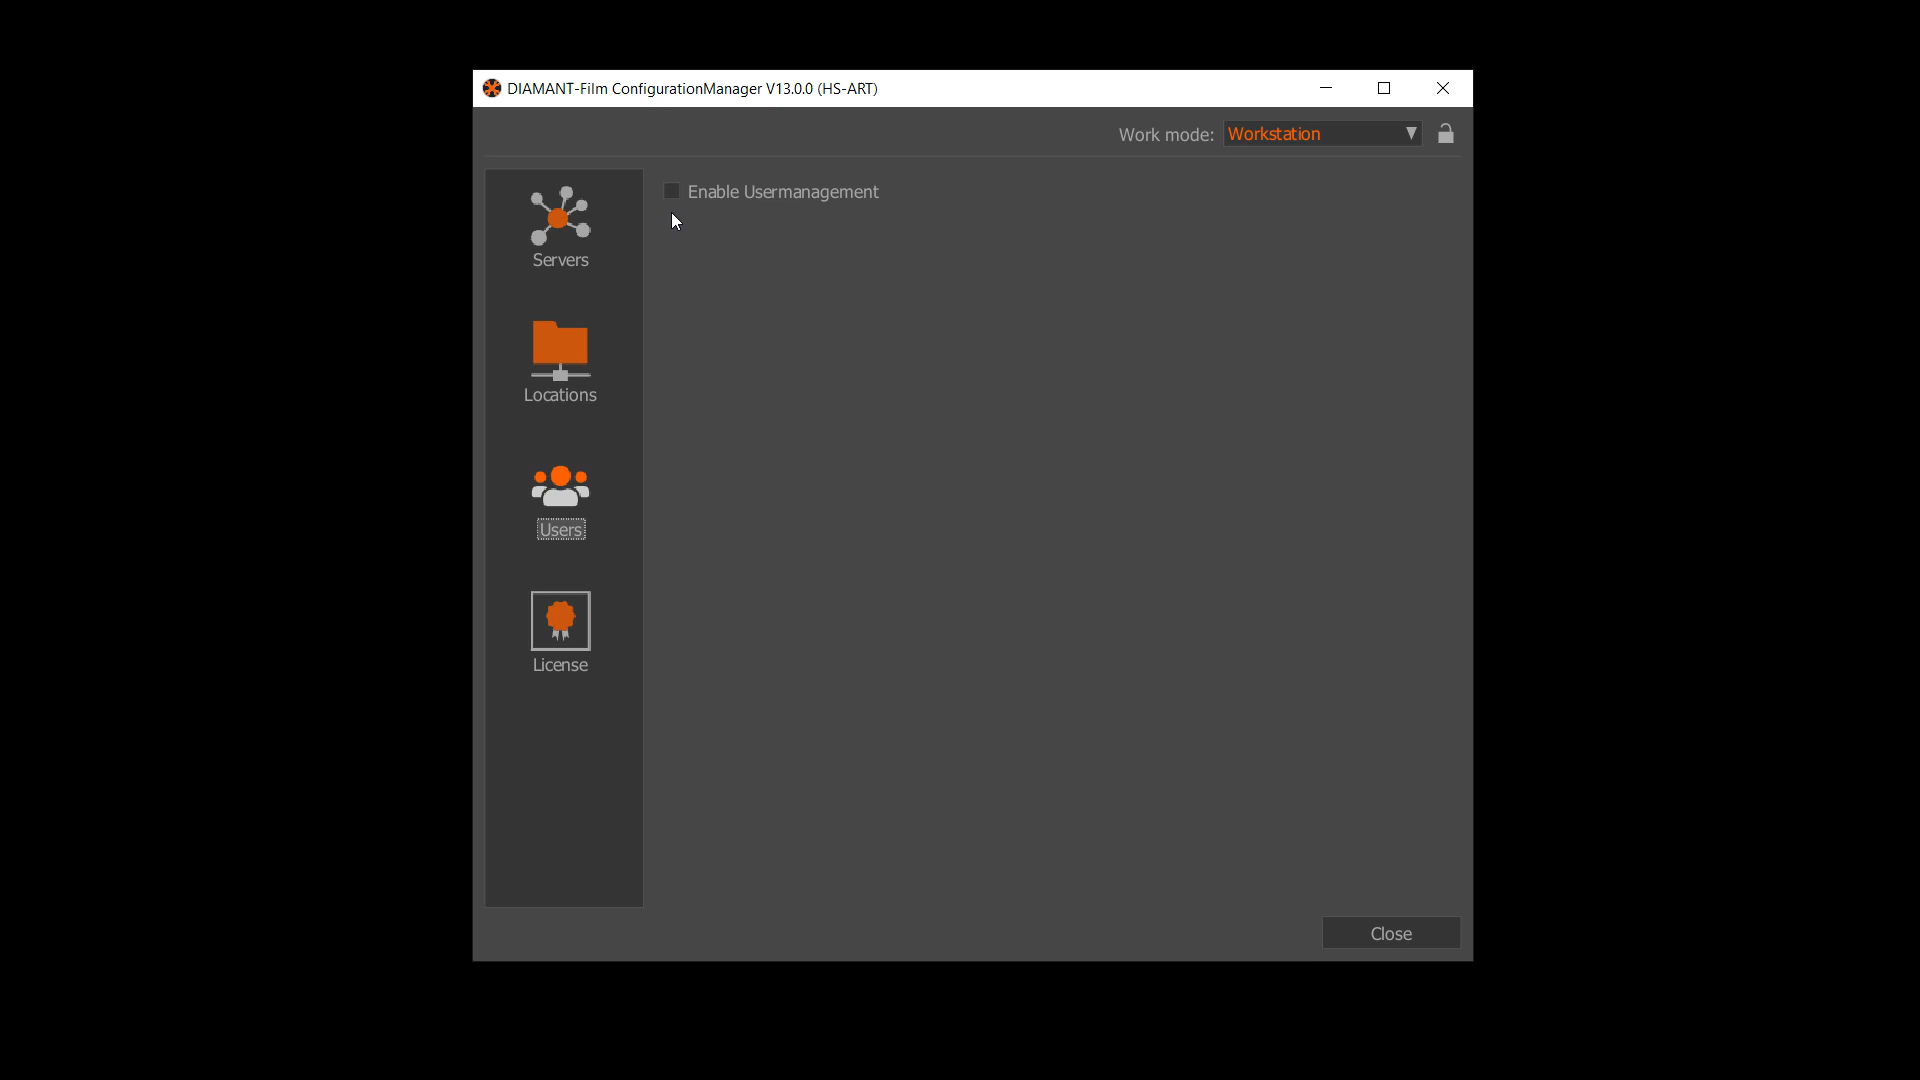 DIAMANT-Film ConfigurationManager V13.0.0 (HS-ART)
Work mode: Workstation
Enable Usermanagement
Servers
Locations
Users
License
Close